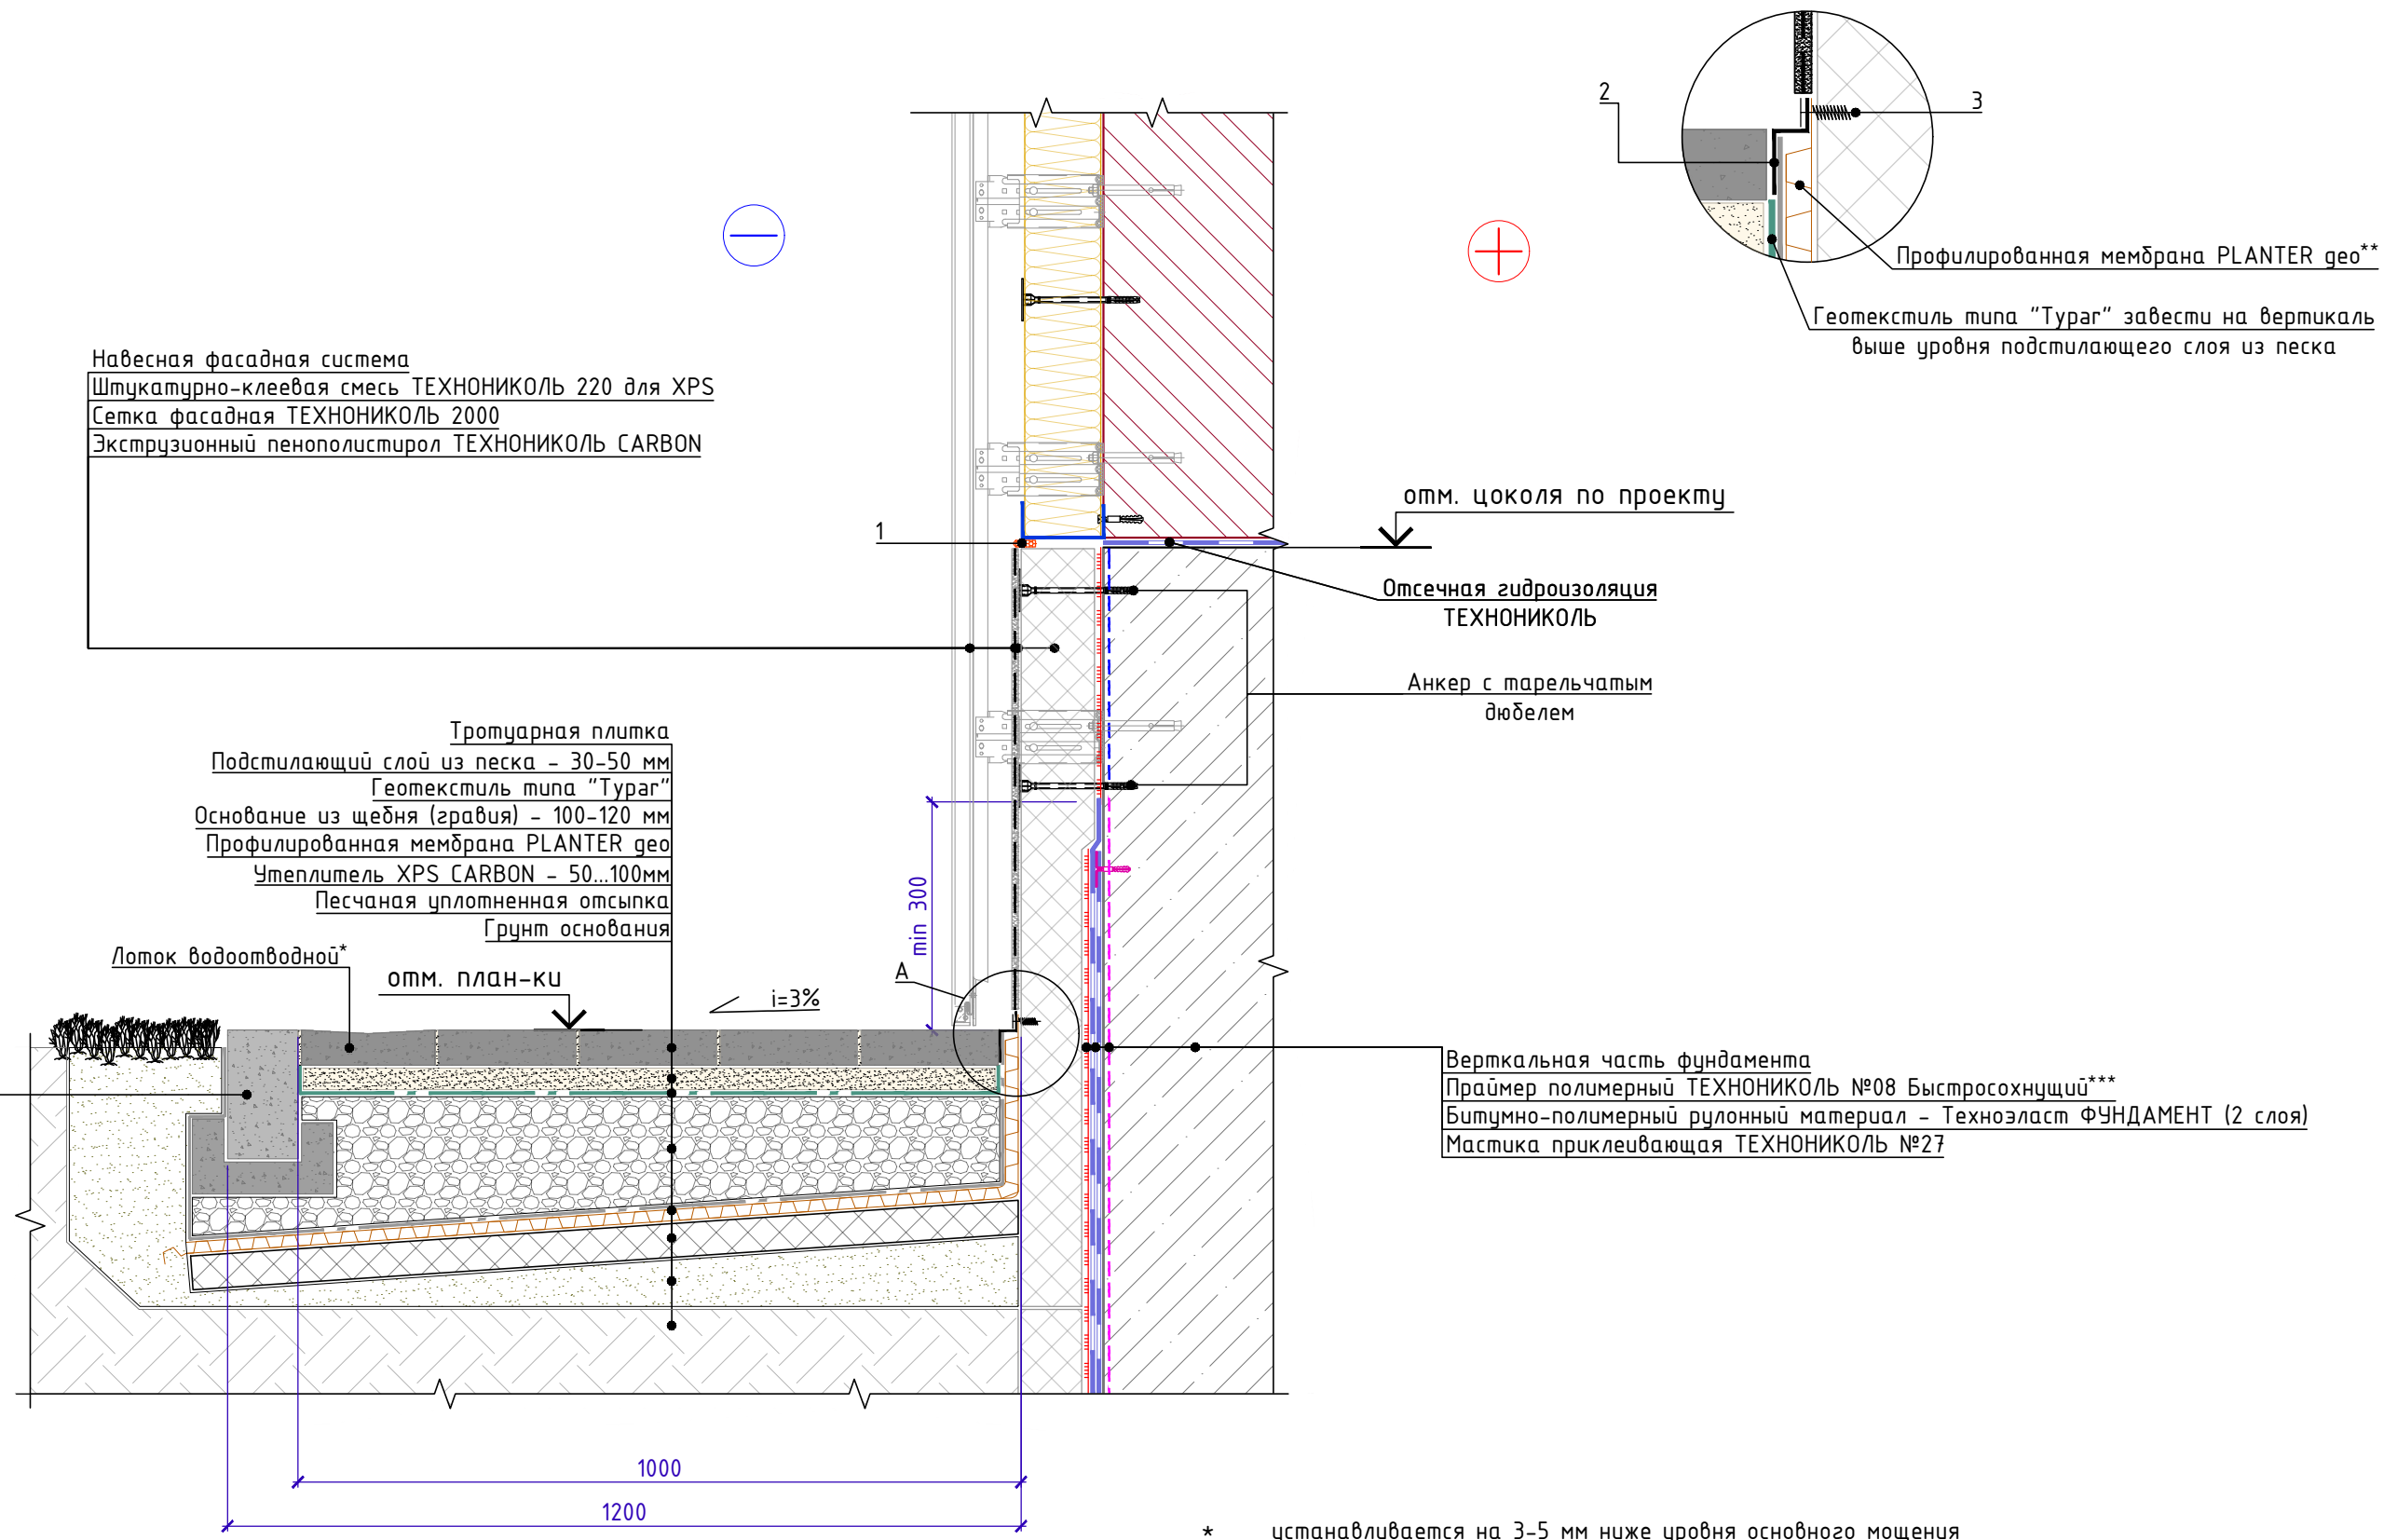 2
3
Профилированная мембрана PLANTER geo**
Геотекстиль типа "Typar" завести на вертикаль
выше уровня подстилающего слоя из песка
Навесная фасадная система
Штукатурно-клеевая смесь ТЕХНОНИКОЛЬ 220 для XPS
Сетка фасадная ТЕХНОНИКОЛЬ 2000
Экструзионный пенополистирол ТЕХНОНИКОЛЬ CARBON
отм. цоколя по проекту
1
Отсечная гидроизоляция
ТЕХНОНИКОЛЬ
Анкер с тарельчатым
дюбелем
Тротуарная плитка
Подстилающий слой из песка - 30-50 мм
Геотекстиль типа "Typar"
Основание из щебня (гравия) - 100-120 мм
Профилированная мембрана PLANTER geo
Утеплитель XPS CARBON - 50...100мм
Песчаная уплотненная отсыпка
Грунт основания
min 300
Лоток водоотводной*
отм. план-ки
i=3%
А
Верткальная часть фундамента
Праймер полимерный ТЕХНОНИКОЛЬ №08 Быстросохнущий***
Битумно-полимерный рулонный материал - Техноэласт ФУНДАМЕНТ (2 слоя)
Мастика приклеивающая ТЕХНОНИКОЛЬ №27
1000
1200
* устанавливается на 3-5 мм ниже уровня основного мощения